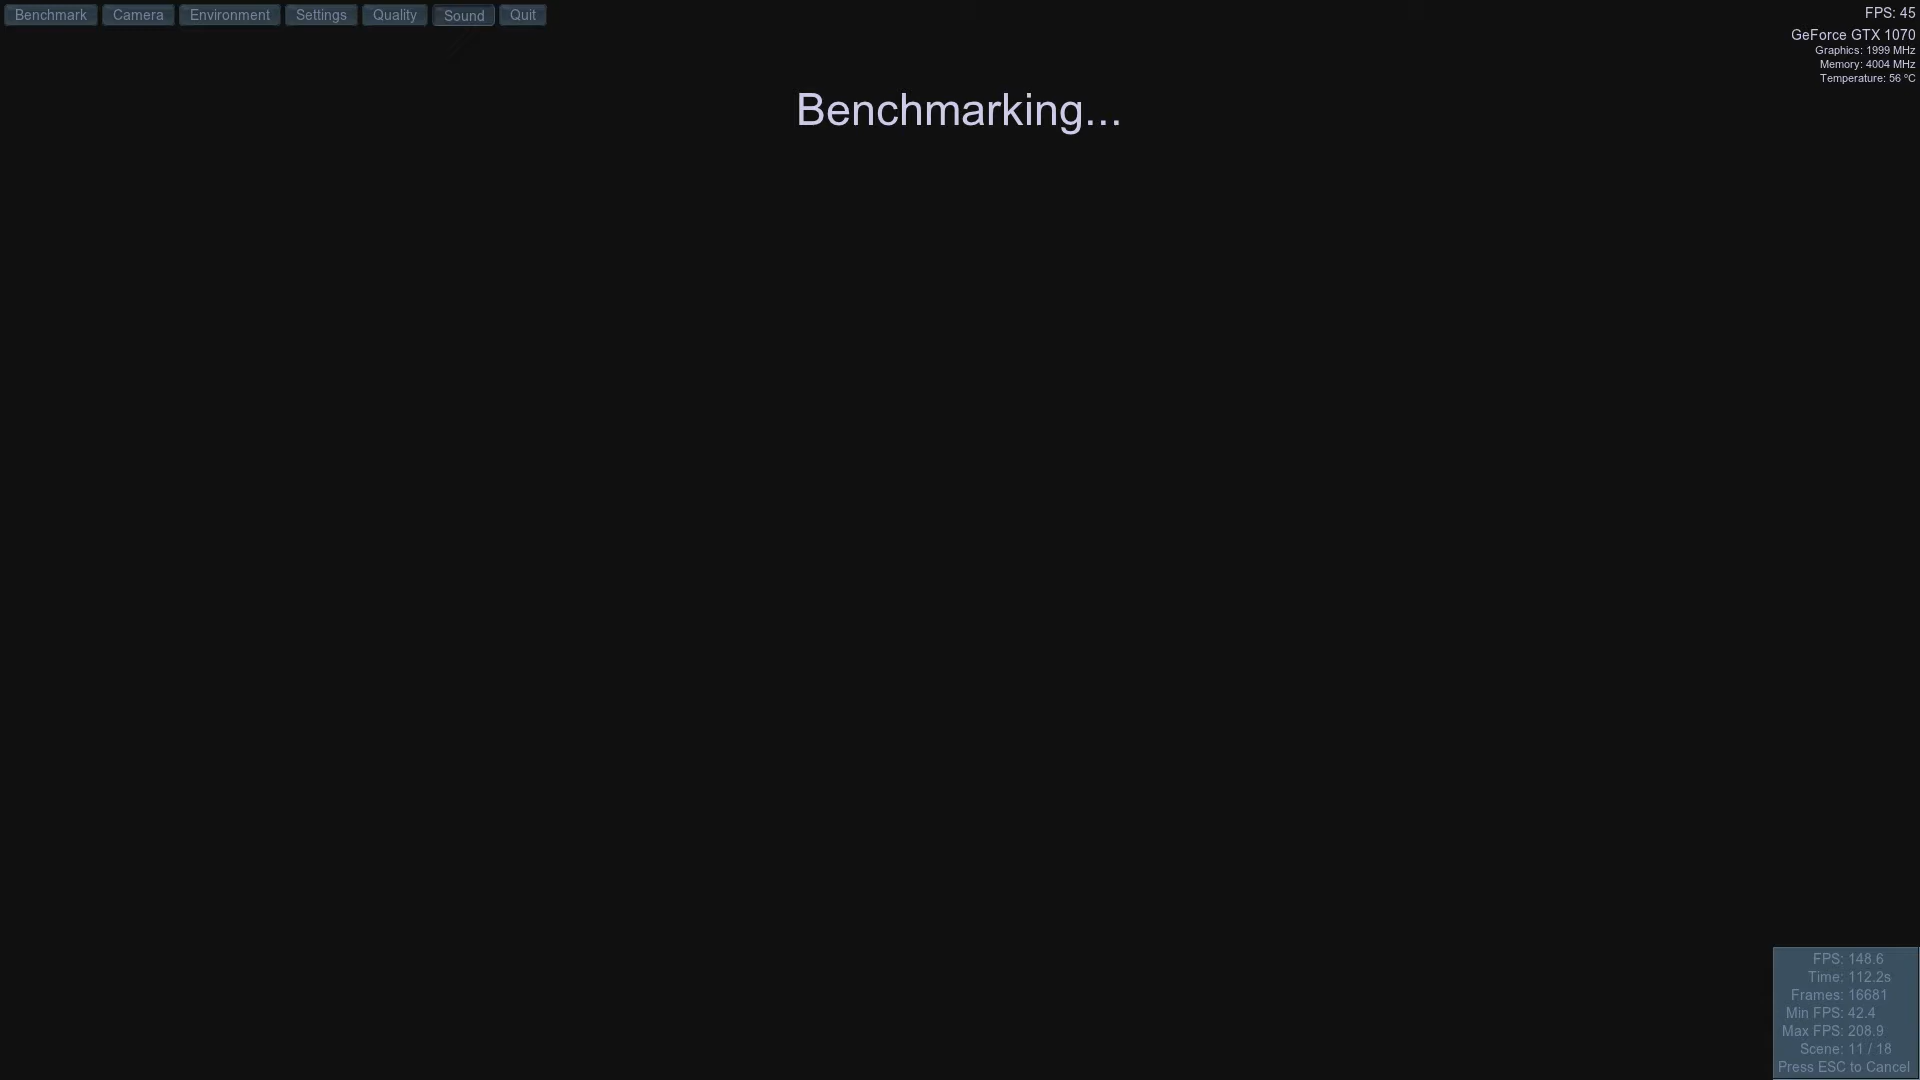 Benchmark Camera Environment Settings Quality Sound Quit
FPS: 45
GeForce GTX 1070
Graphics: 1999 MHz
Memory: 4004 MHz
Temperature: 56 °C
Benchmarking...
FPS: 148.6
Time: 112.2s
Frames: 16681
Min FPS: 42.4
Max FPS: 208.9
Scene: 11 / 18
Press ESC to Cancel